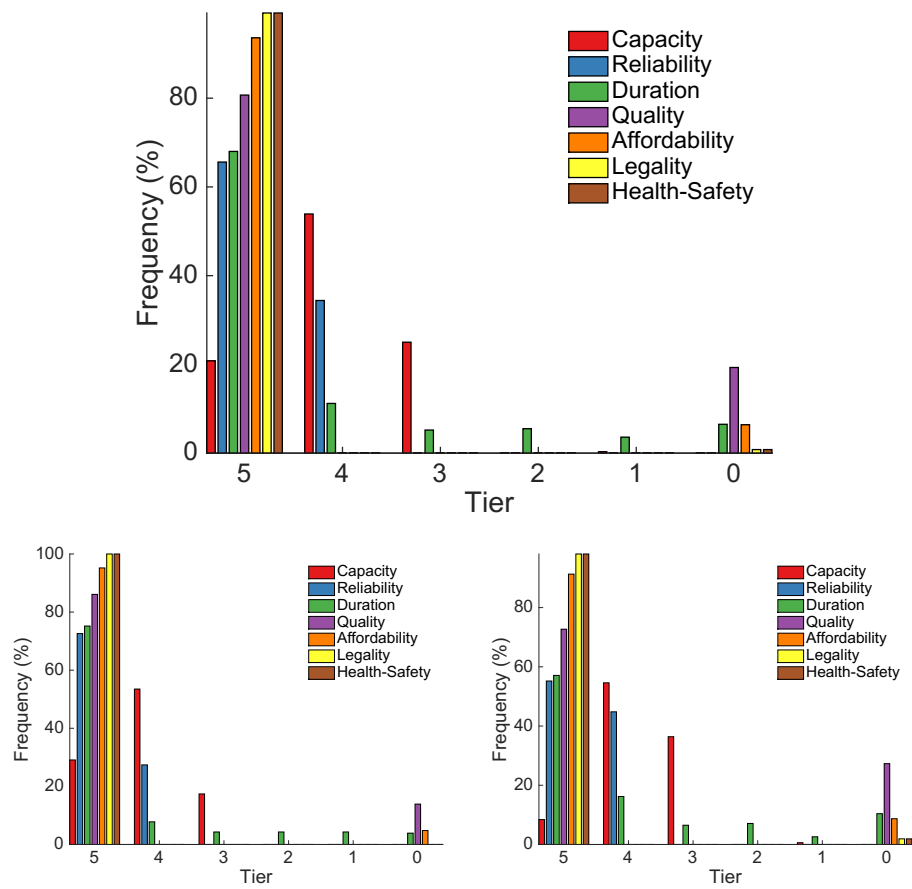 Capacity
Reliability
Duration
Quality
Affordability
Legality
Health-Safety
Frequency (%)
80
60
40
20
0
5 4 3 2 1 0
Tier
Capacity
Reliability
Duration
Quality
Affordability
Legality
Health-Safety
Frequency (%)
100
80
60
40
20
0
5 4 3 2 1 0
Tier
Capacity
Reliability
Duration
Quality
Affordability
Legality
Health-Safety
Frequency (%)
80
60
40
20
0
5 4 3 2 1 0
Tier